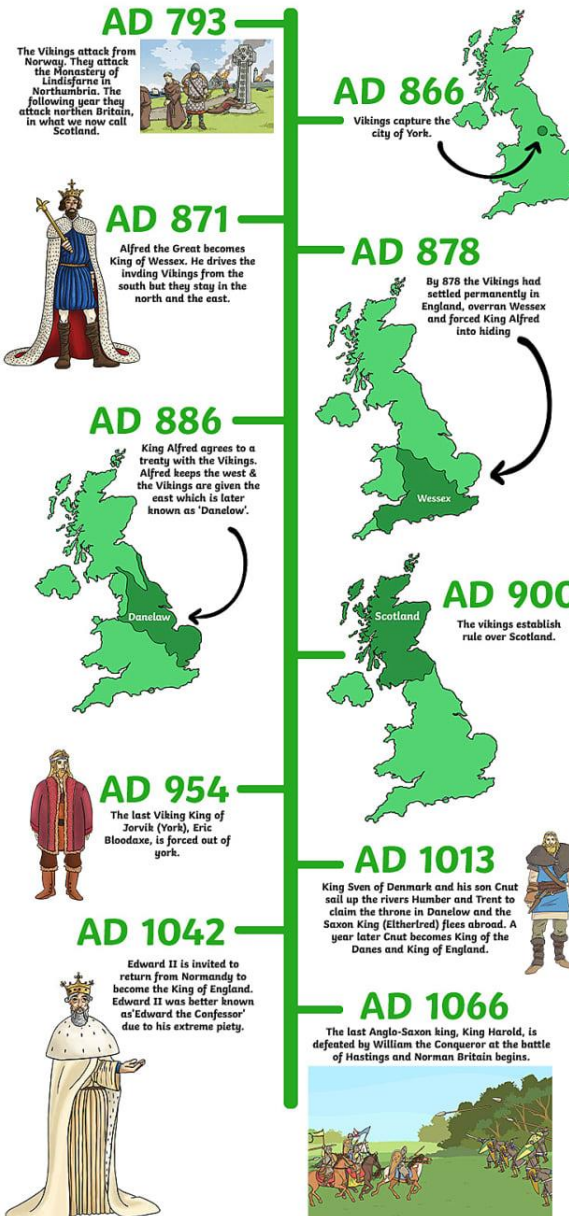 AD 793
The Vikings attack from
Norway. They attack
the Monastery of
Lindisfarne in
Northumbria. The
following year they
attack northen Britain,
in what we now call
Scotland.
AD 866
Vikings capture the
city of York.
AD 871
Alfred the Great becomes
King of Wessex. He drives the
invding Vikings from the
south but they stay in the
north and the east.
AD 878
By 878 the Vikings had
settled permanently in
England, overran Wessex
and forced King Alfred
into hiding
Wessex
AD 886
King Alfred agrees to a
treaty with the Vikings.
Alfred keeps the west &
the Vikings are given the
east which is later
known as 'Danelow'.
Danelaw
AD 900
The vikings establish
rule over Scotland.
Scotland
AD 954
The last Viking King of
Jorvik (York), Eric
Bloodaxe, is forced out of
york.
AD 1013
King Sven of Denmark and his son Cnut
sail up the rivers Humber and Trent to
claim the throne in Danelow and the
Saxon King (Eltherlred) flees abroad. A
year later Cnut becomes King of the
Danes and King of England.
AD 1042
Edward II is invited to
return from Normandy to
become the King of England.
Edward II was better known
as'Edward the Confessor'
due to his extreme piety.
AD 1066
The last Anglo-Saxon king, King Harold, is
defeated by William the Conqueror at the battle
of Hastings and Norman Britain begins.